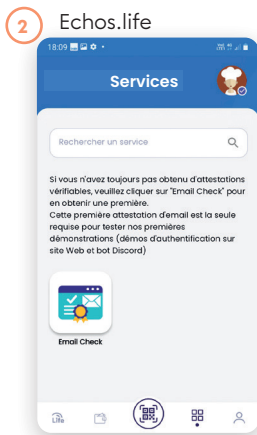 2 Echos.life
18:09
Services
Rechercher un service
Si vous n'avez toujours pas obtenu d'attestations
vérifiables, veuillez cliquer sur "Email Check" pour
en obtenir une première.
Cette première attestation d'email est la seule
requise pour tester nos premières
démonstrations (démos d'authentification sur
site Web et bot Discord)
Email Check
Life